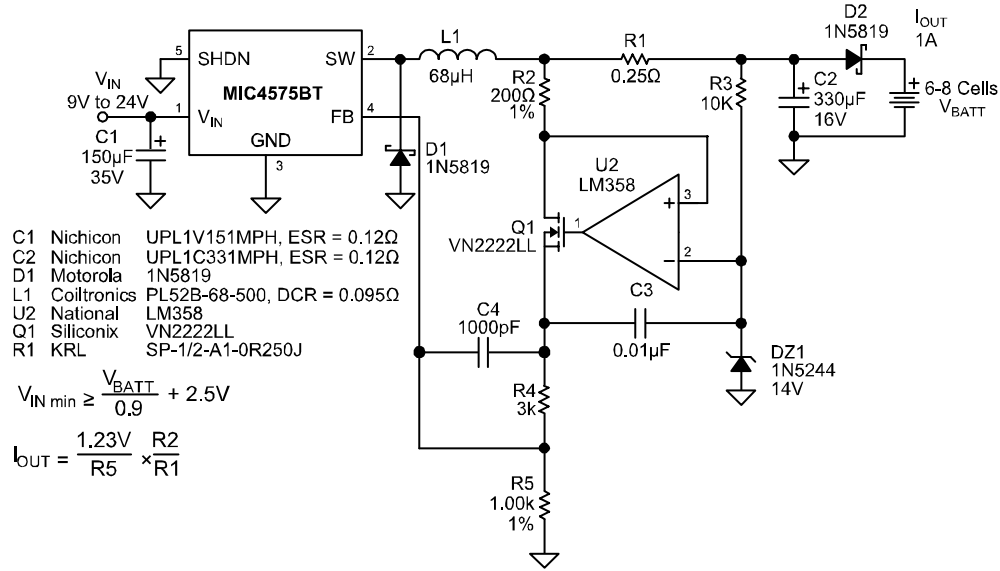 V_IN
9V to 24V
C1
150µF
35V
5
SHDN
SW
2
MIC4575BT
1
V_IN
FB
4
GND
3
L1
68µH
D1
1N5819
R2
200Ω
1%
R1
0.25Ω
R3
10K
C2
330µF
16V
D2
1N5819
I_OUT
1A
6-8 Cells
V_BATT
U2
LM358
+
3
1
−
2
Q1
VN2222LL
C3
0.01µF
C4
1000pF
DZ1
1N5244
14V
R4
3k
R5
1.00k
1%
C1 Nichicon UPL1V151MPH, ESR = 0.12Ω
C2 Nichicon UPL1C331MPH, ESR = 0.12Ω
D1 Motorola 1N5819
L1 Coiltronics PL52B-68-500, DCR = 0.095Ω
U2 National LM358
Q1 Siliconix VN2222LL
R1 KRL SP-1/2-A1-0R250J
V_IN min ≥ V_BATT / 0.9 + 2.5V
I_OUT = 1.23V / R5 × R2 / R1